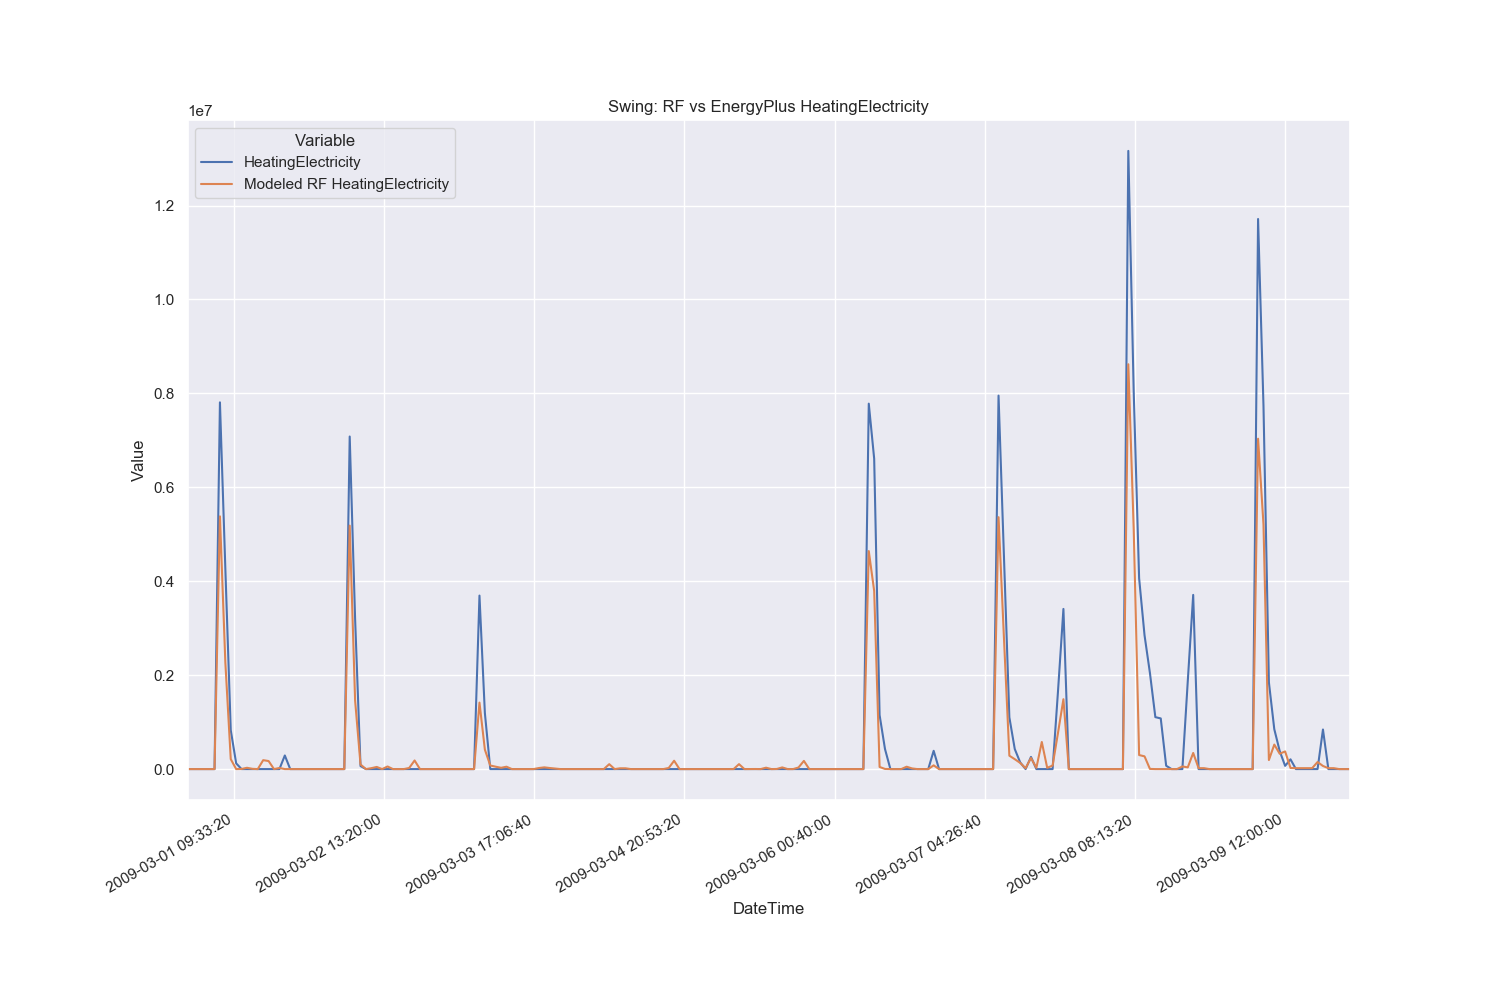 Swing: RF vs EnergyPlus HeatingElectricity
1e7
Variable
HeatingElectricity
Modeled RF HeatingElectricity
1.2
1.0
0.8
0.6
0.4
0.2
0.0
Value
2009-03-01 09:33:20
2009-03-02 13:20:00
2009-03-03 17:06:40
2009-03-04 20:53:20
2009-03-06 00:40:00
2009-03-07 04:26:40
2009-03-08 08:13:20
2009-03-09 12:00:00
DateTime